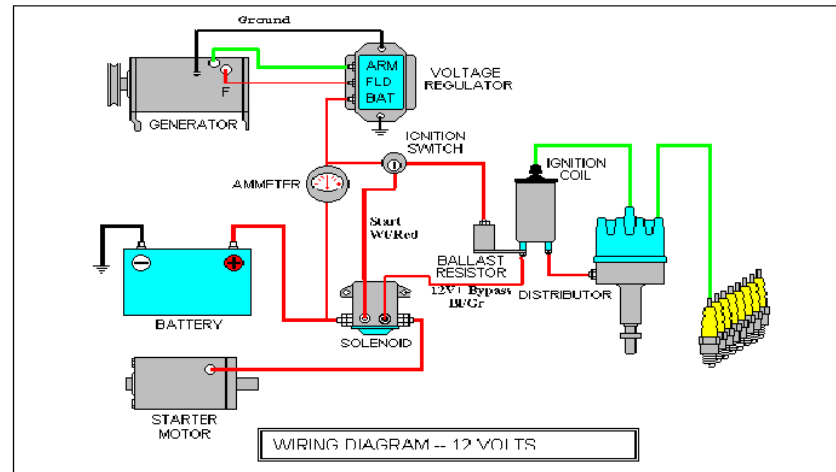 Ground
ARM
FLD
BAT
VOLTAGE
REGULATOR
F
GENERATOR
IGNITION
SWITCH
IGNITION
COIL
AMMETER
Start
Wt/Red
BALLAST
RESISTOR
12V+ Bypass
Bl/Gr
DISTRIBUTOR
BATTERY
SOLENOID
STARTER
MOTOR
WIRING DIAGRAM -- 12 VOLTS